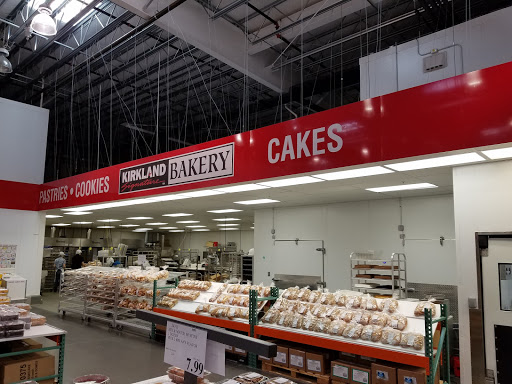 PASTRIES • COOKIES
KIRKLAND
Signature
BAKERY
CAKES
7.99